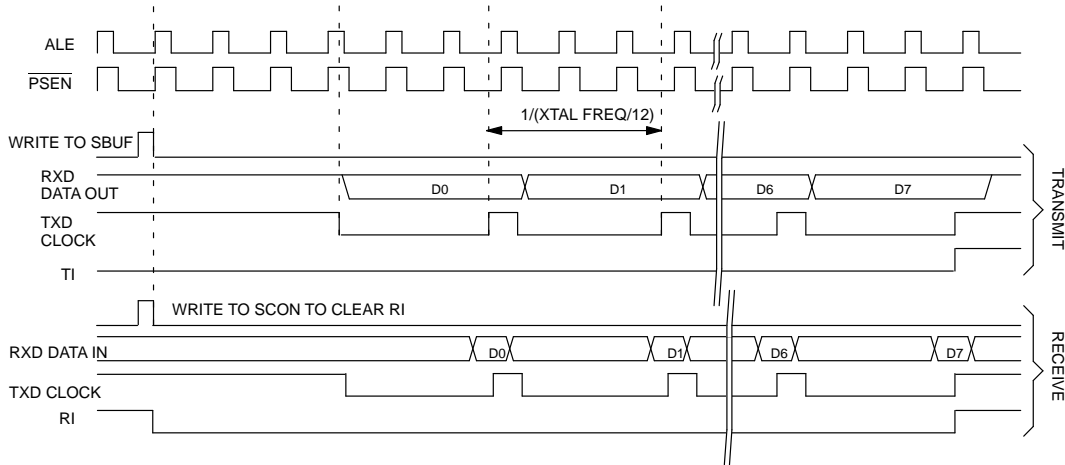 ALE
PSEN
1/(XTAL FREQ/12)
WRITE TO SBUF
RXD
DATA OUT
D0
D1
D6
D7
TXD
CLOCK
TI
TRANSMIT
WRITE TO SCON TO CLEAR RI
RXD DATA IN
D0
D1
D6
D7
TXD CLOCK
RI
RECEIVE